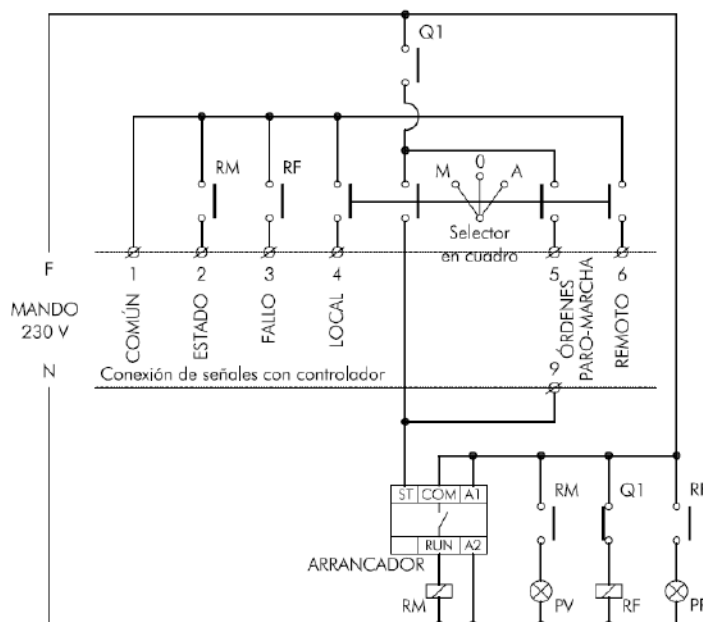 Q1
RM
RF
M
0
A
Selector
en cuadro
F
MANDO
230 V
N
1
2
3
4
5
6
COMÚN
ESTADO
FALLO
LOCAL
ÓRDENES
PARO-MARCHA
REMOTO
9
Conexión de señales con controlador
ST
COM
A1
RUN
A2
ARRANCADOR
RM
RM
PV
Q1
RF
PF